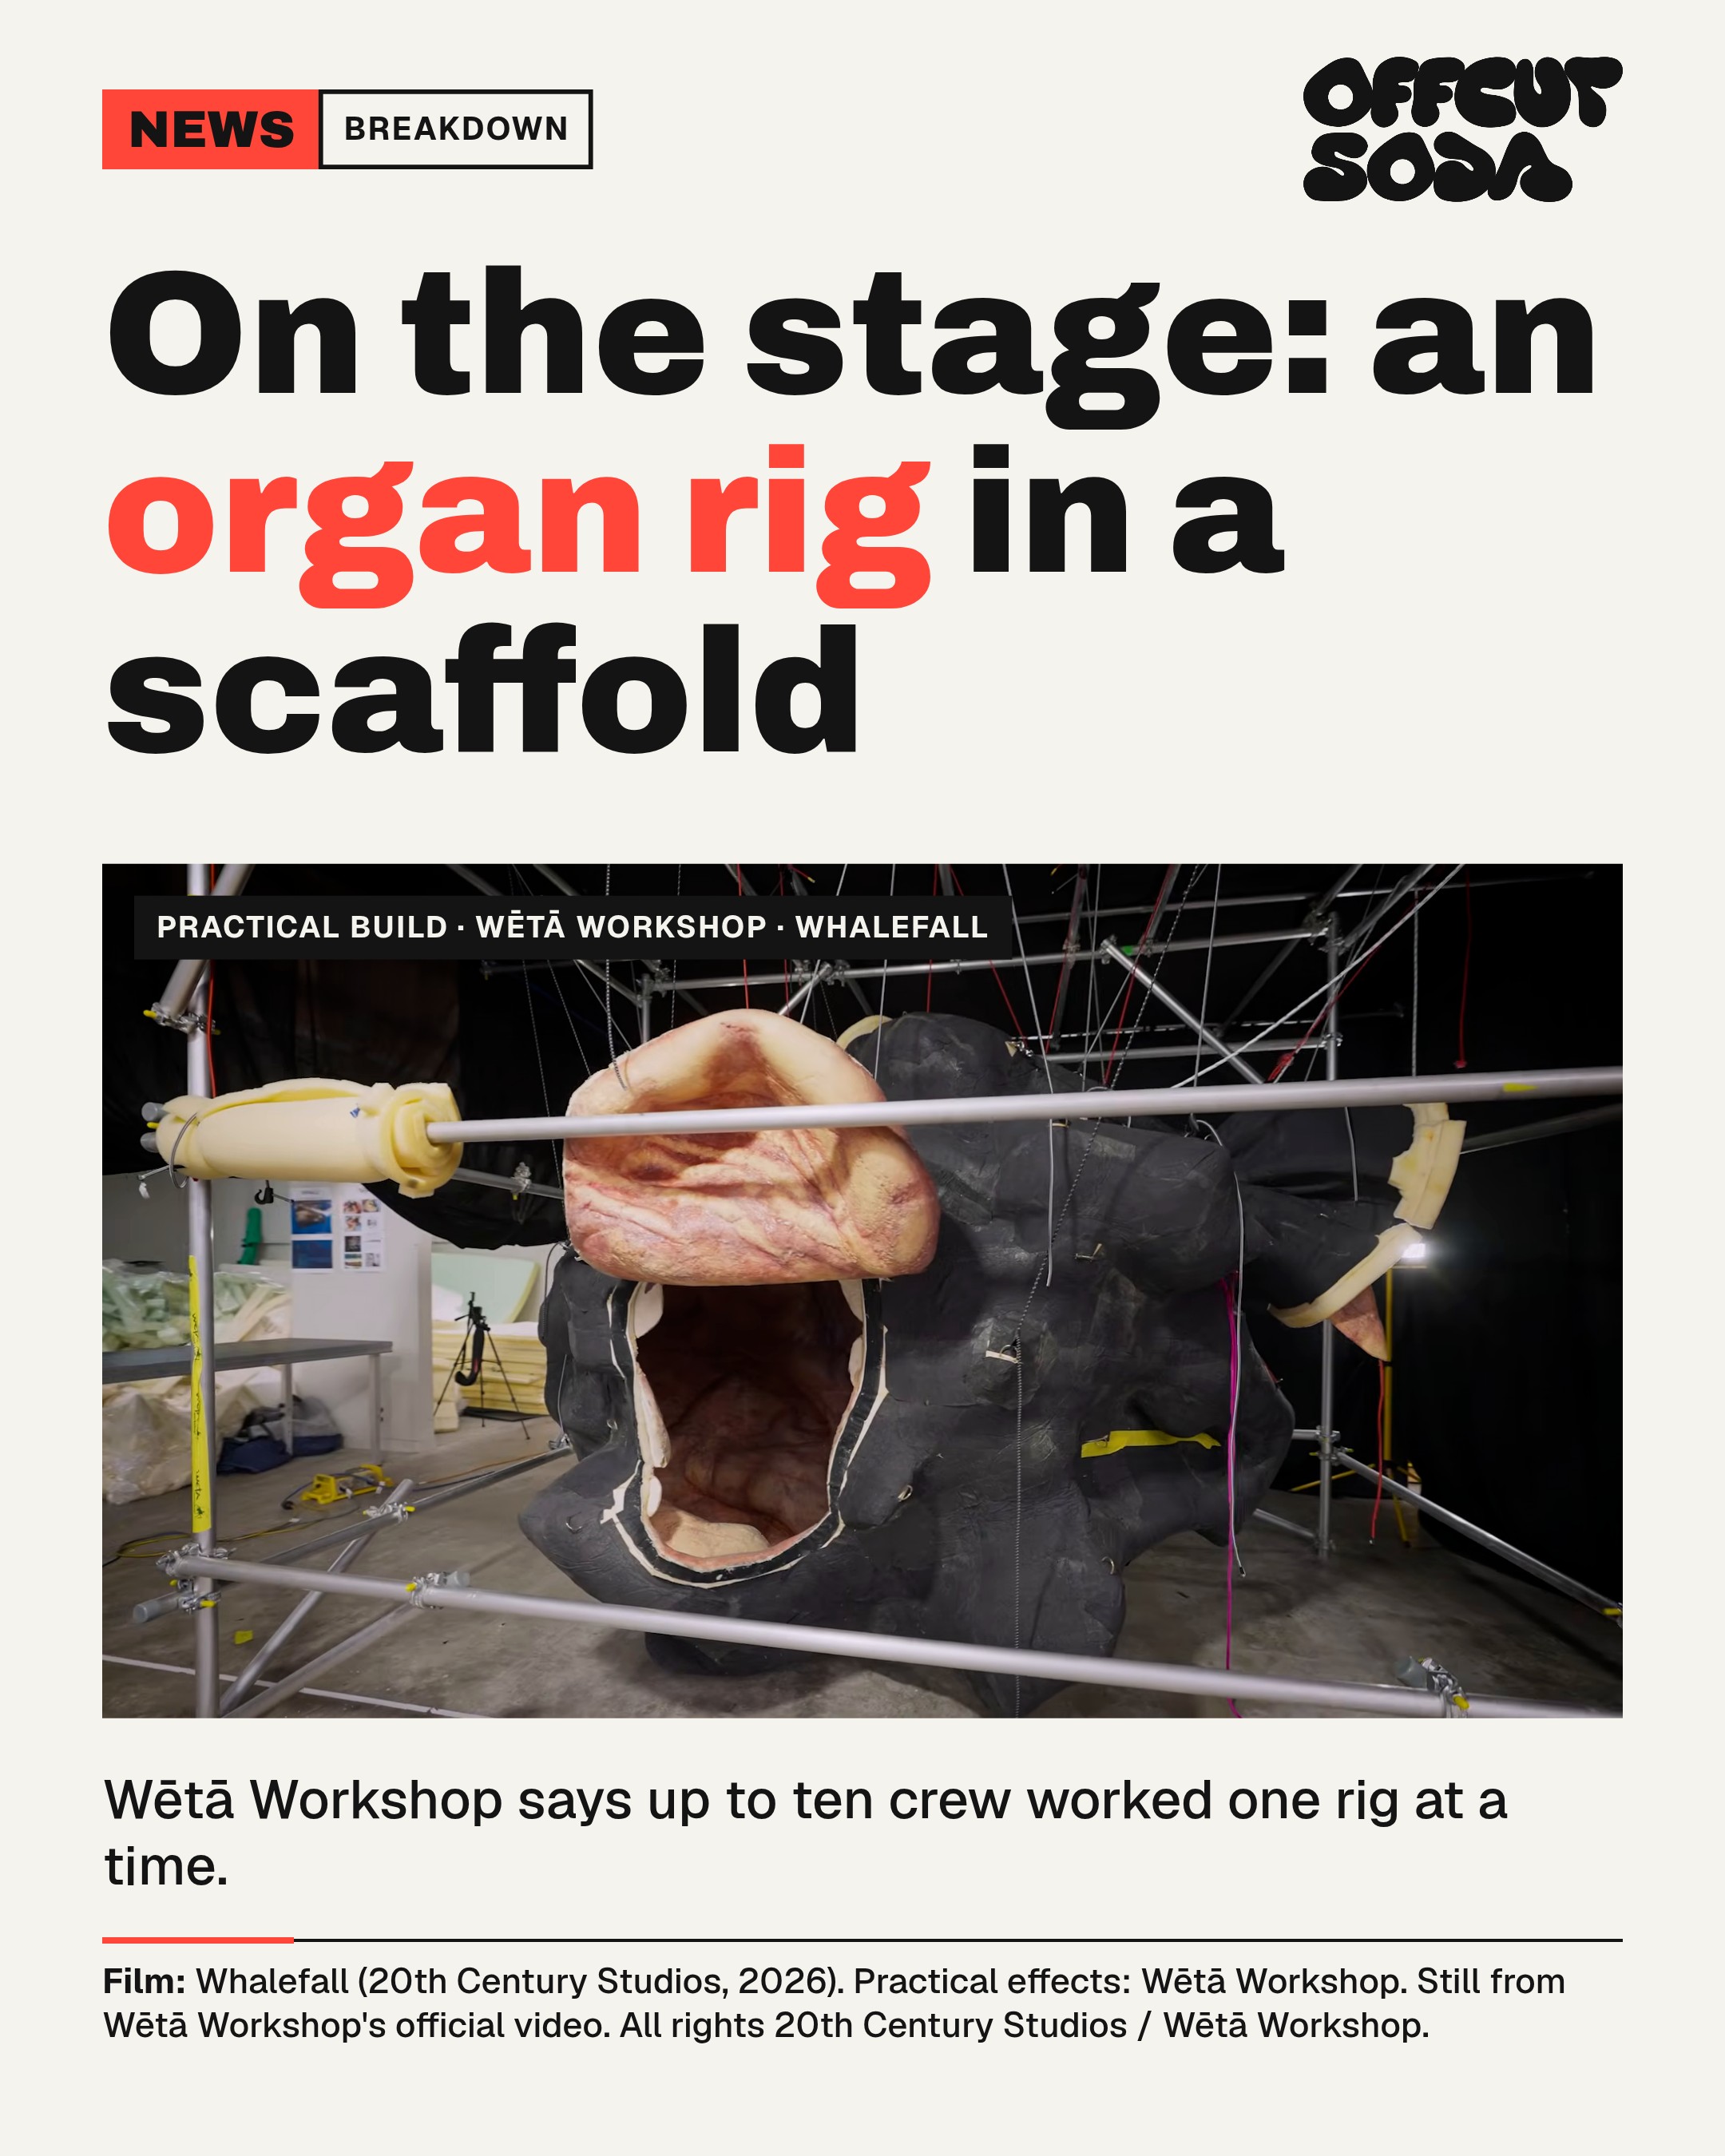 NEWS BREAKDOWN
OFFCUT
SODA
On the stage: an
organ rig in a
scaffold
PRACTICAL BUILD · WĒTĀ WORKSHOP · WHALEFALL
Wētā Workshop says up to ten crew worked one rig at a
time.
Film: Whalefall (20th Century Studios, 2026). Practical effects: Wētā Workshop. Still from
Wētā Workshop's official video. All rights 20th Century Studios / Wētā Workshop.